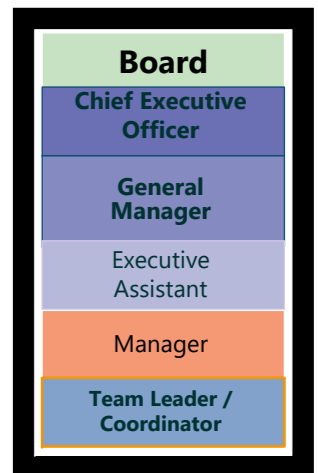 Board
Chief Executive
Officer
General
Manager
Executive
Assistant
Manager
Team Leader /
Coordinator